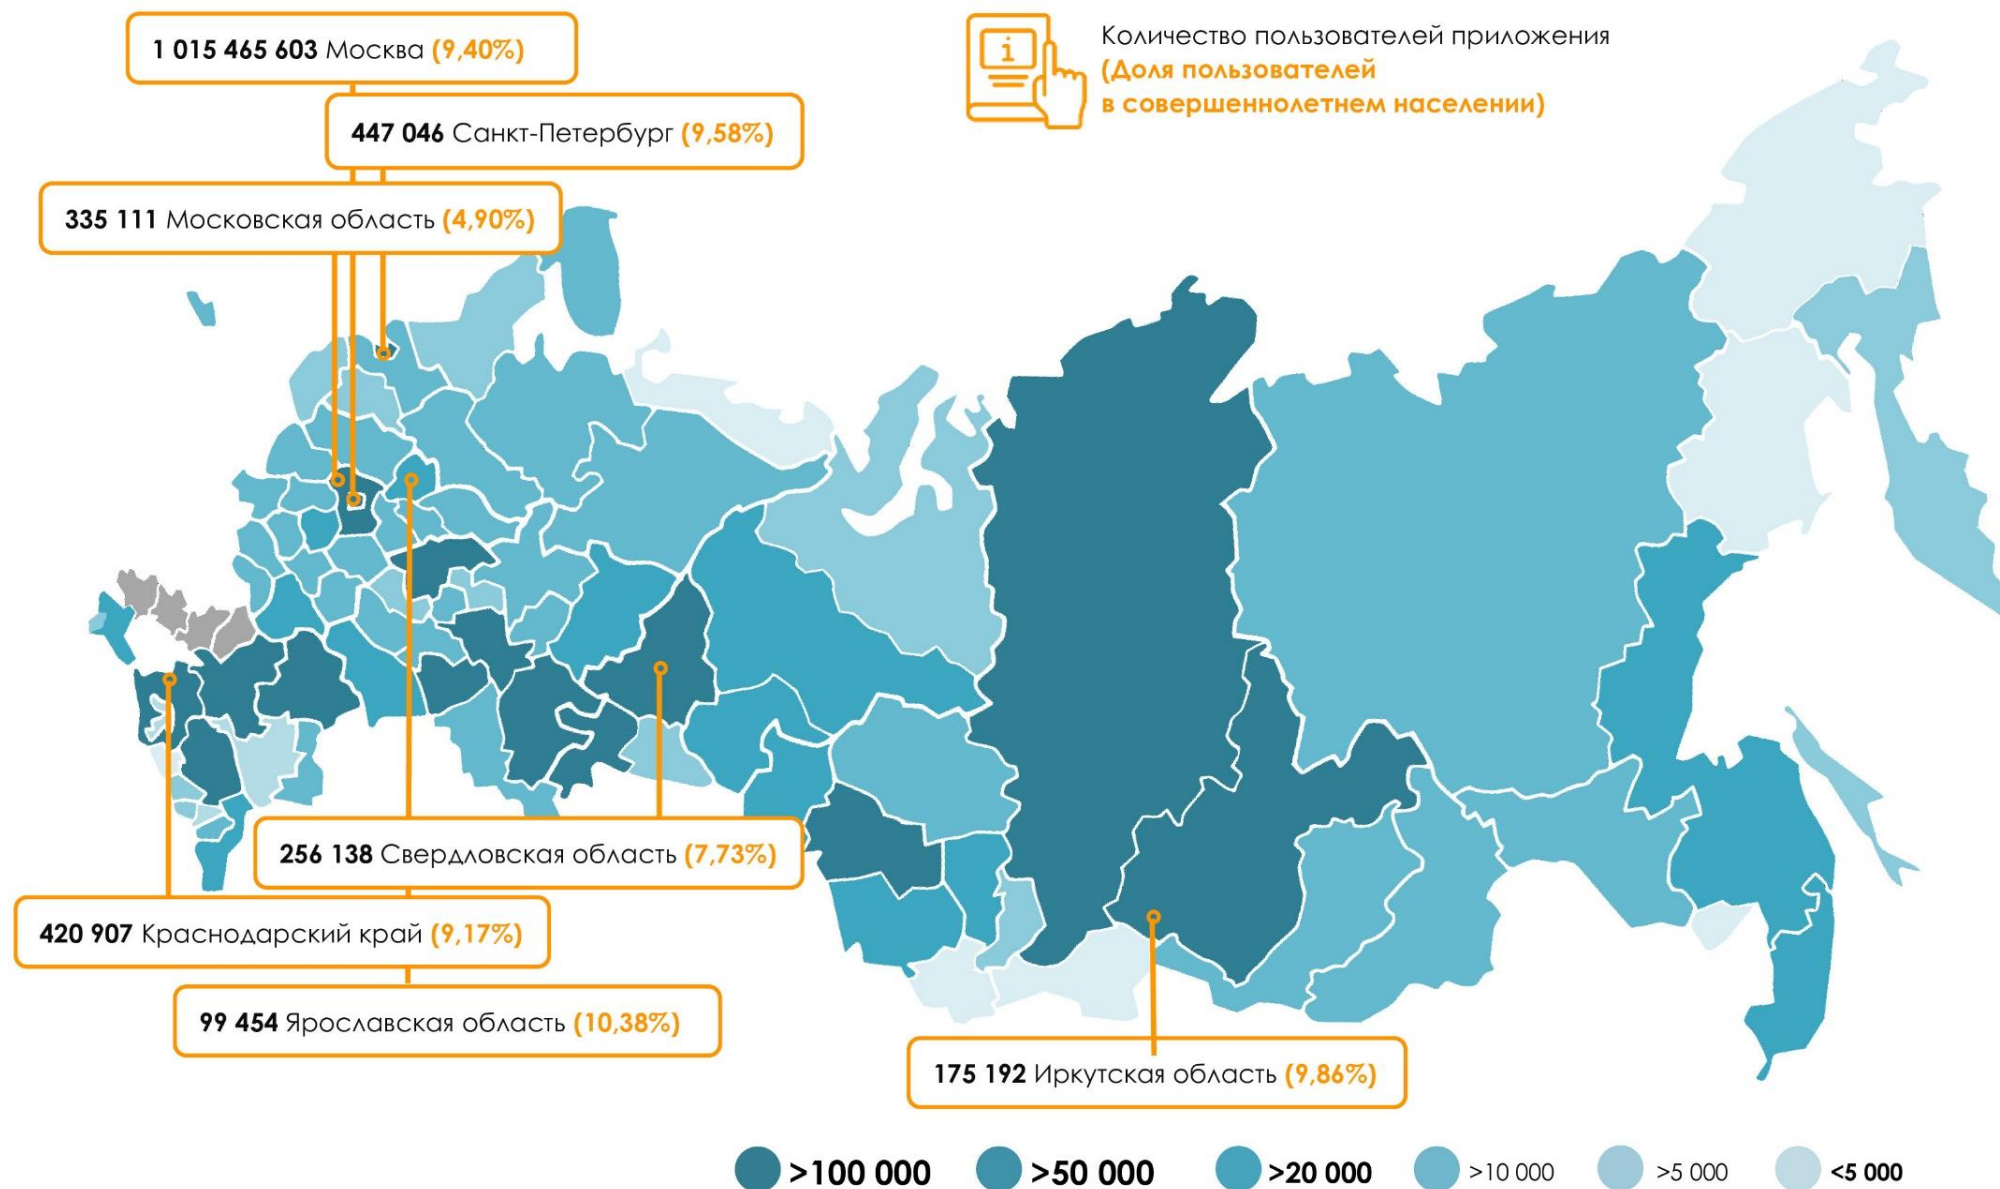 1 015 465 603 Москва (9,40%)
447 046 Санкт-Петербург (9,58%)
335 111 Московская область (4,90%)
i
Количество пользователей приложения
(Доля пользователей
в совершеннолетнем населении)
256 138 Свердловская область (7,73%)
420 907 Краснодарский край (9,17%)
99 454 Ярославская область (10,38%)
175 192 Иркутская область (9,86%)
>100 000 >50 000 >20 000 >10 000 >5 000 <5 000